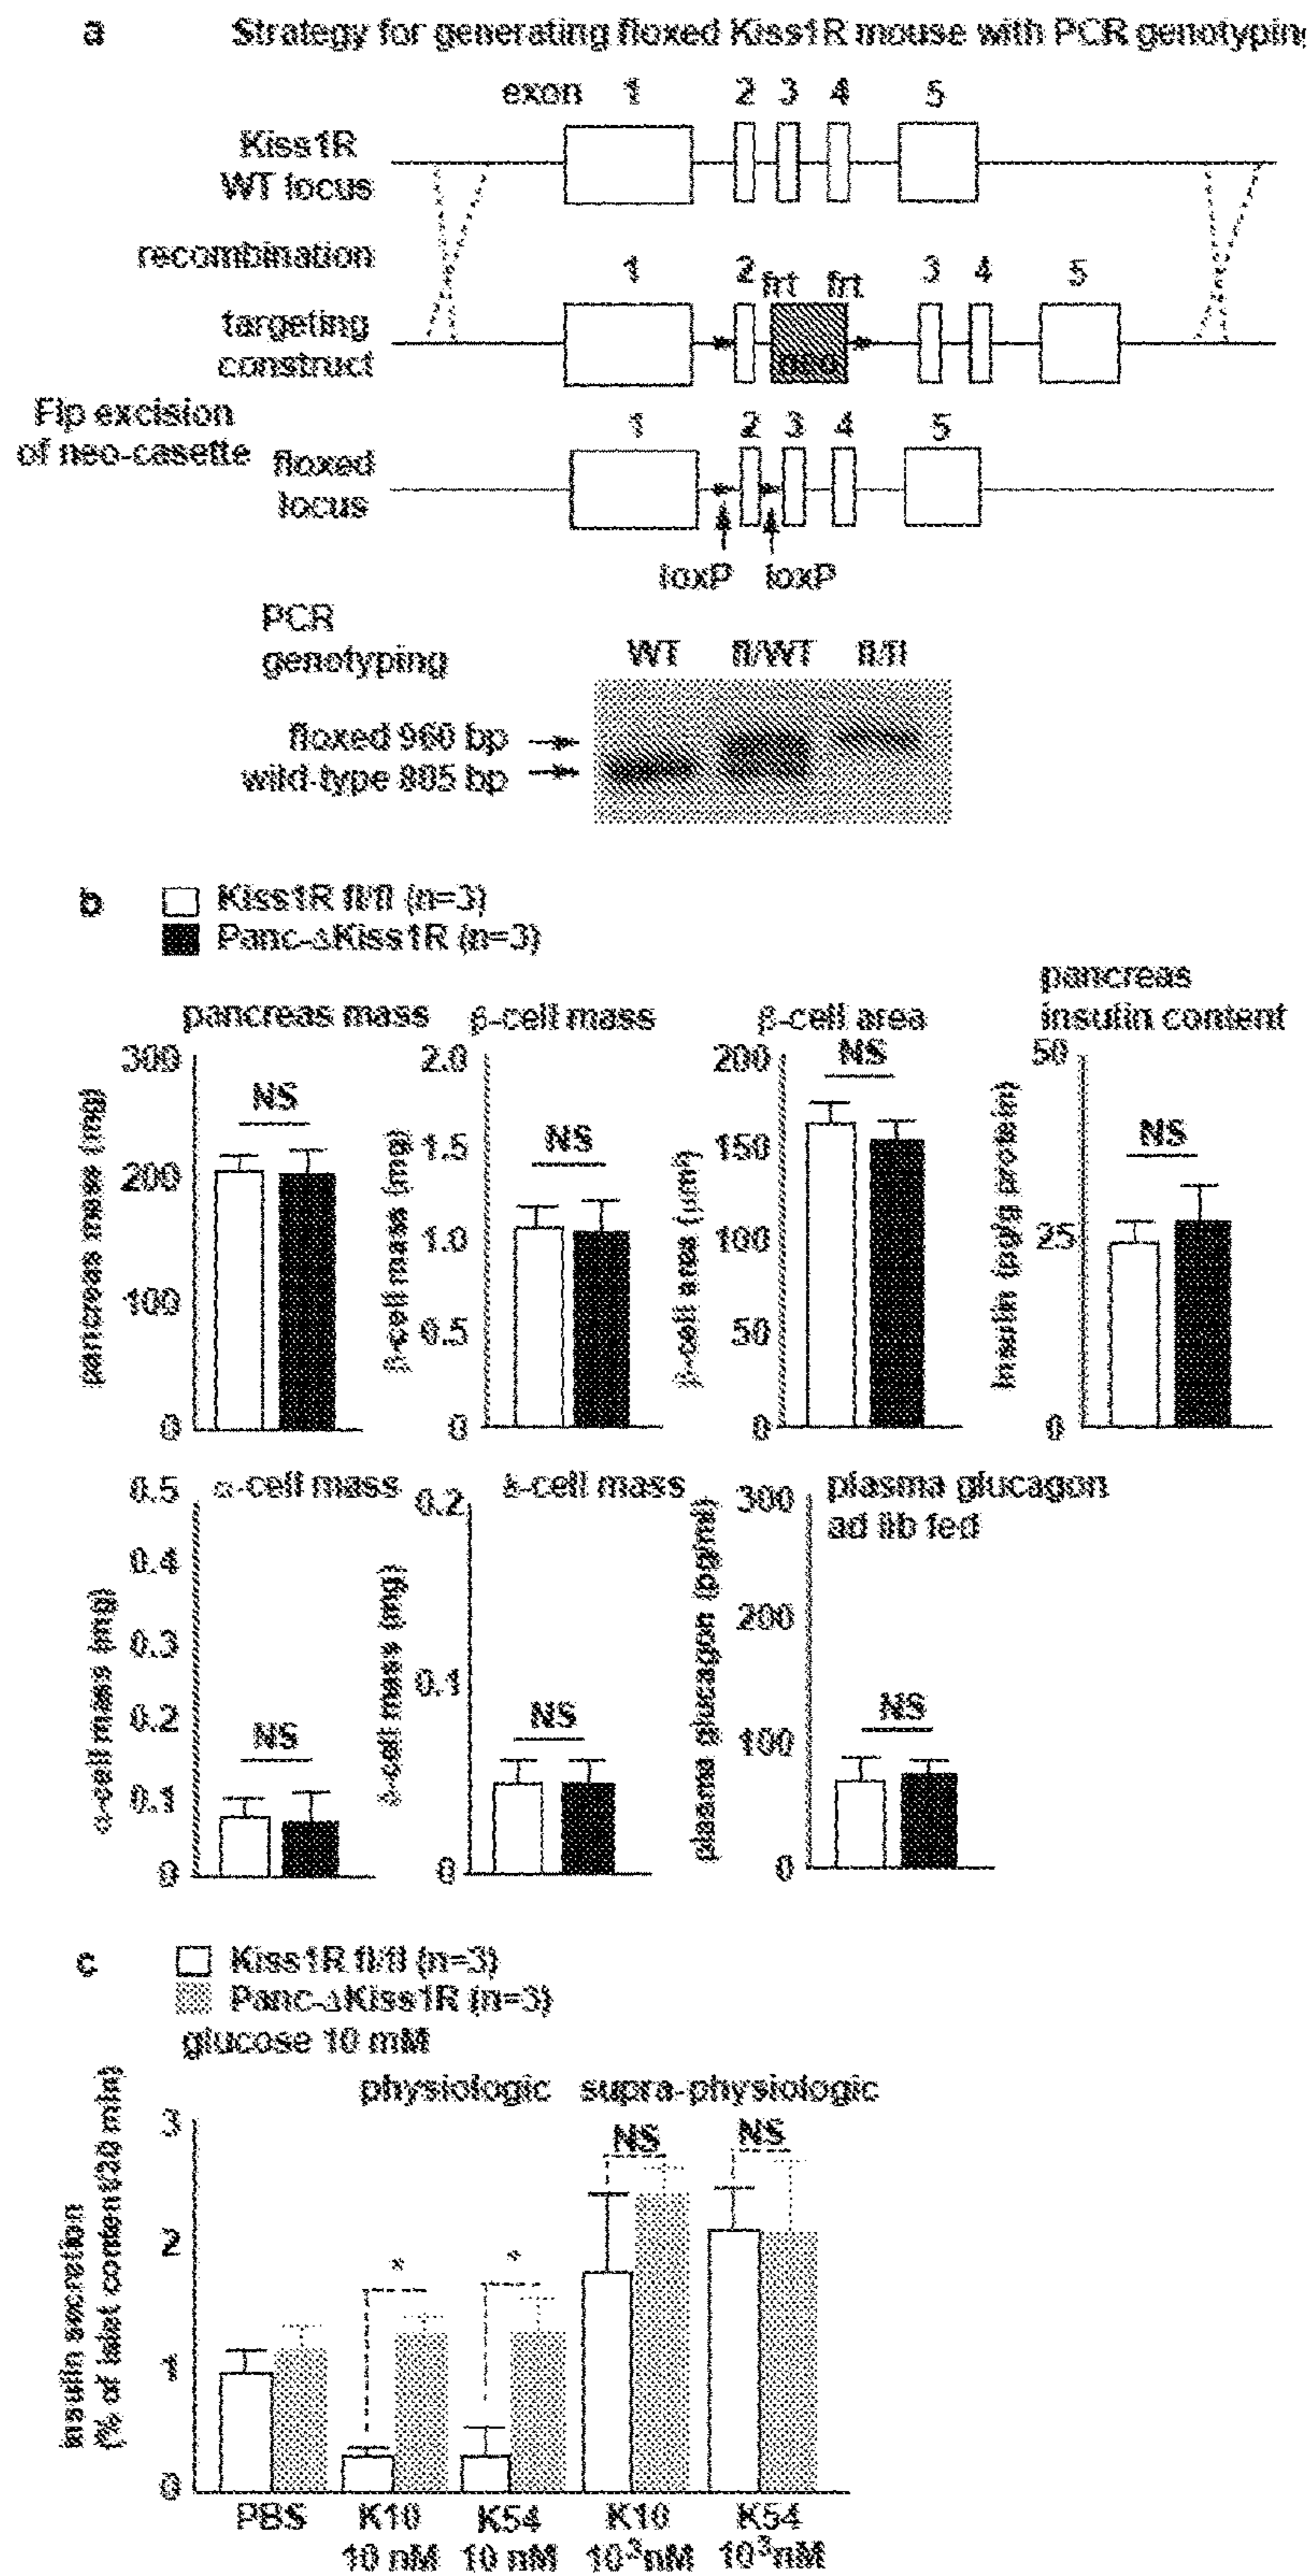 a Strategy for generating floxed Kiss1R mouse with PCR genotyping
exon 1 2 3 4 5
Kiss1R
WT locus
recombination
1 2 frt frt 3 4 5
targeting
construct
neo
Flp excision
of neo-casette
1 2 3 4 5
floxed
locus
loxP loxP
PCR
genotyping
WT fl/WT fl/fl
floxed 960 bp
wild-type 805 bp
b Kiss1R fl/fl (n=3)
Panc-ΔKiss1R (n=3)
pancreas mass
pancreas mass (mg)
300
200
100
0
NS
β-cell mass
β-cell mass (mg)
2.0
1.5
1.0
0.5
0
NS
β-cell area
β-cell area (µm²)
200
150
100
50
0
NS
pancreas
insulin content
Insulin (µg/g protein)
50
25
0
NS
α-cell mass
α-cell mass (mg)
0.5
0.4
0.3
0.2
0.1
0
NS
δ-cell mass
δ-cell mass (mg)
0.2
0.1
0
NS
plasma glucagon
ad lib fed
plasma glucagon (pg/ml)
300
200
100
0
NS
c Kiss1R fl/fl (n=3)
Panc-ΔKiss1R (n=3)
glucose 10 mM
physiologic supra-physiologic
insulin secretion
(% of islet content/30 min)
3
2
1
0
* * NS NS
PBS K10 K54 K10 K54
10 nM 10 nM 10³nM 10³nM